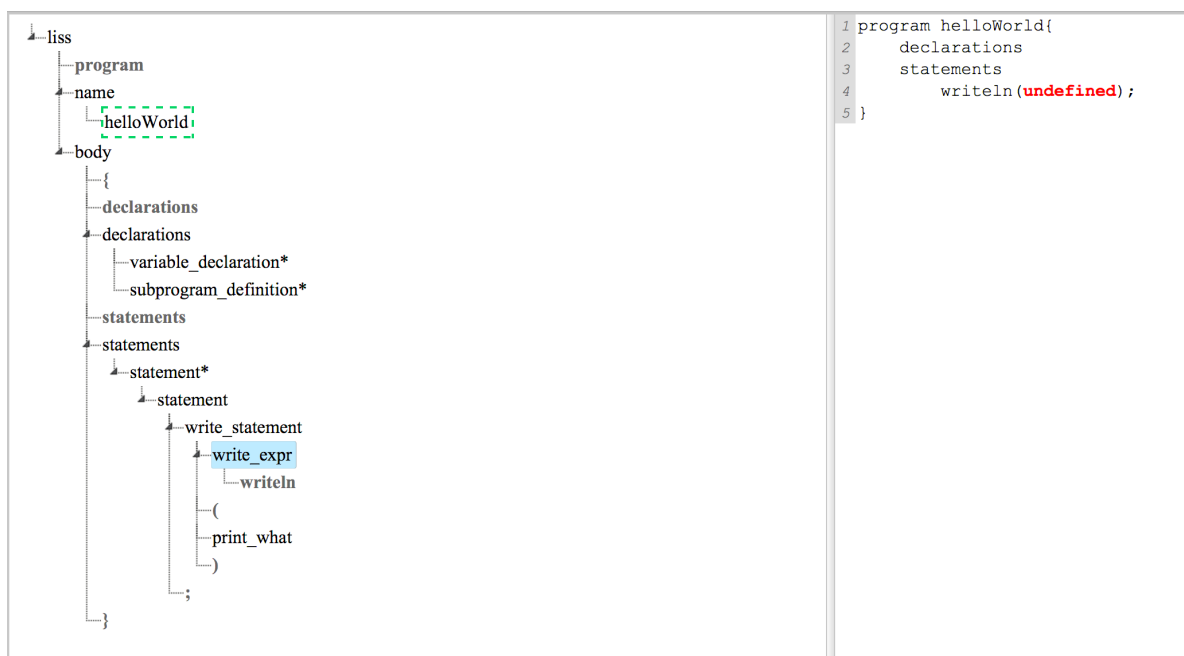 liss
program
name
helloWorld
body
{
declarations
declarations
variable_declaration*
subprogram_definition*
statements
statements
statement*
statement
write_statement
write_expr
writeln
(
print_what
)
;
}
1 program helloWorld{
2 declarations
3 statements
4 writeln(undefined);
5 }